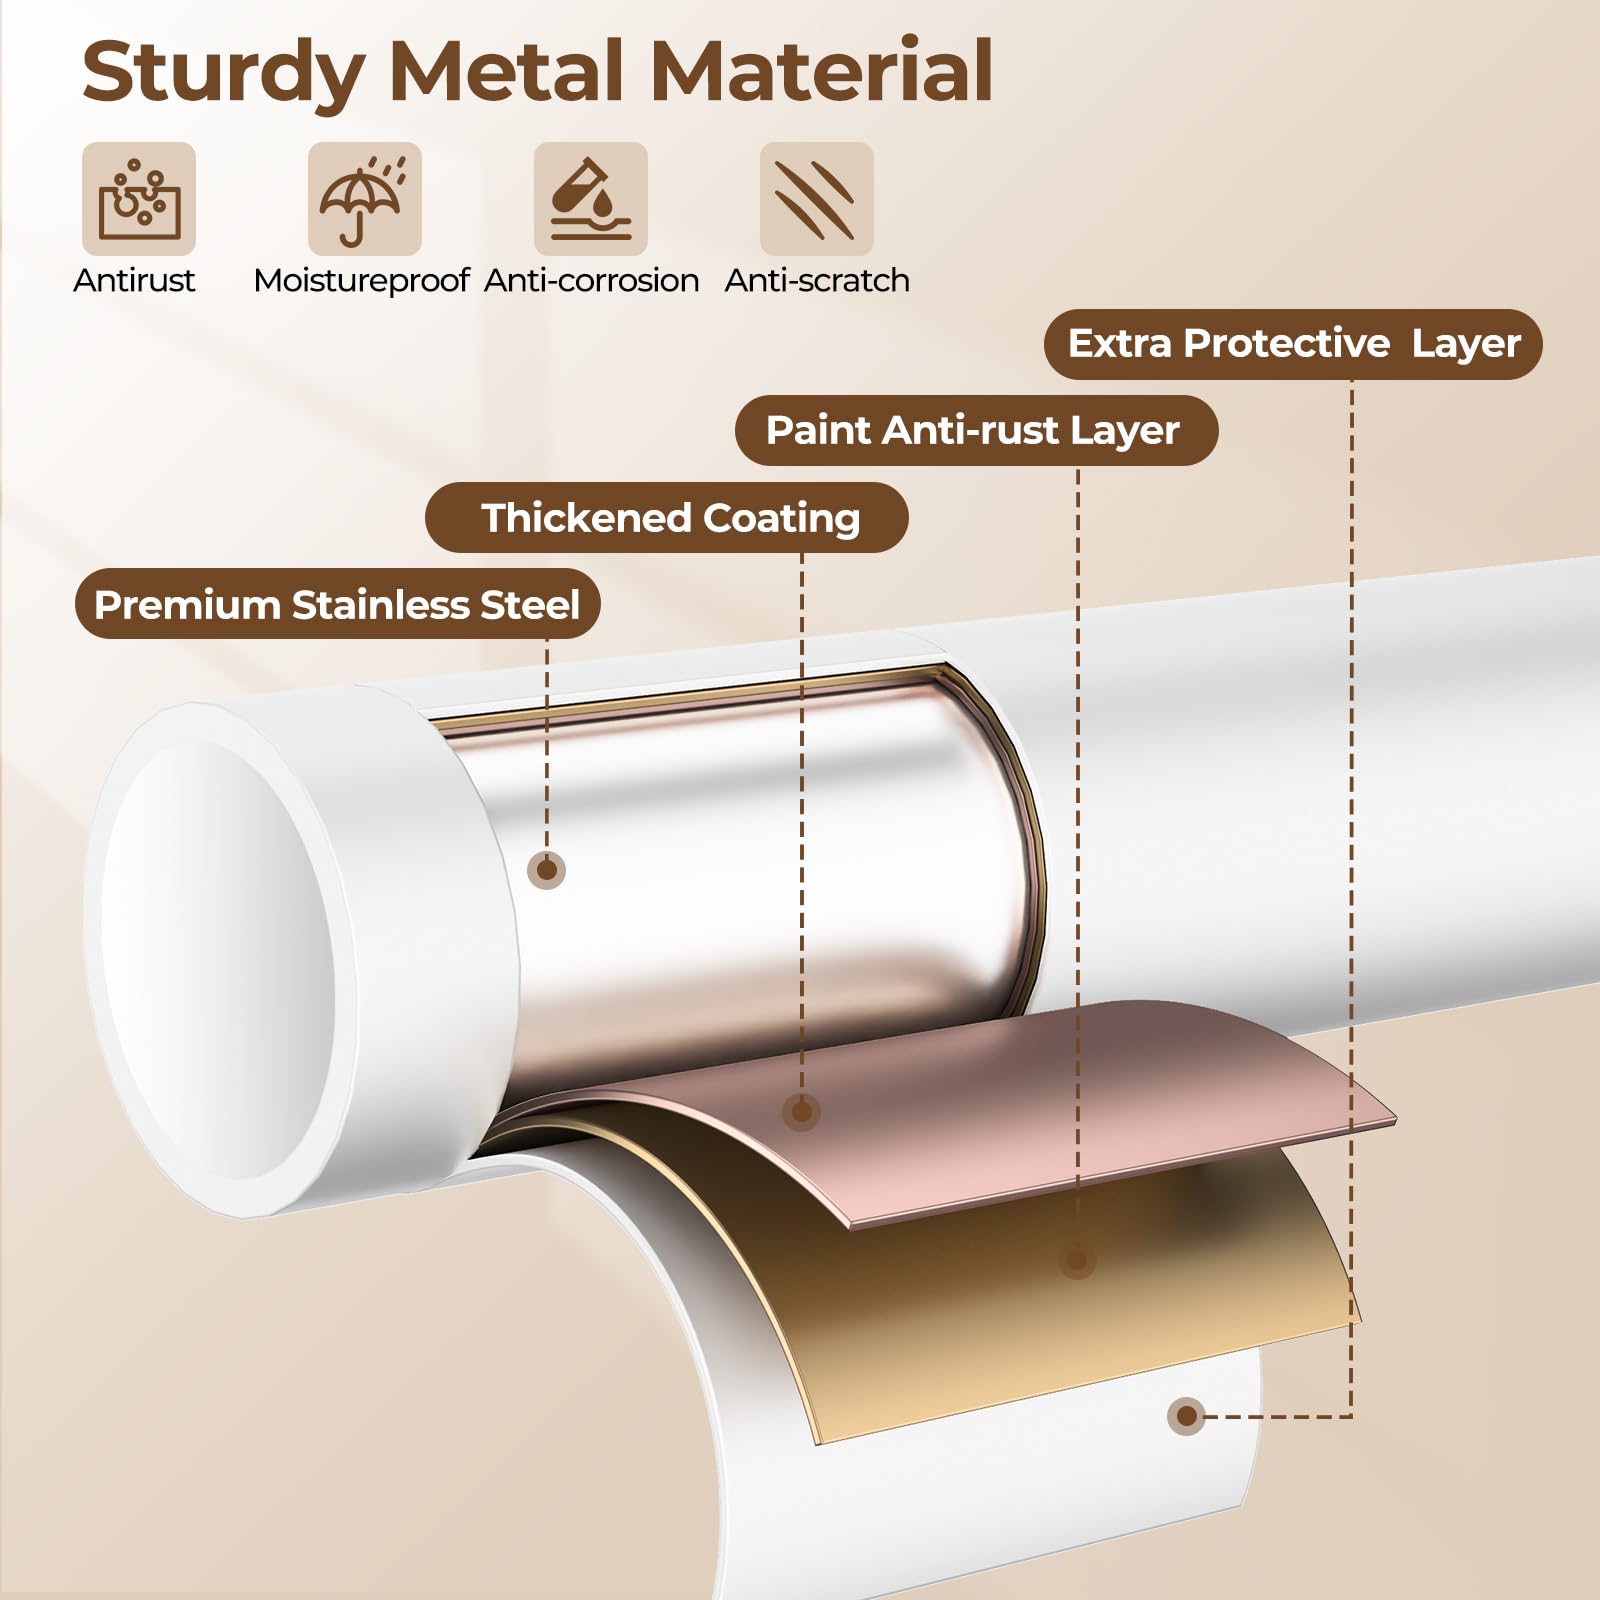 Sturdy Metal Material
Antirust
Moistureproof
Anti-corrosion
Anti-scratch
Extra Protective  Layer
Paint Anti-rust Layer
Thickened Coating
Premium Stainless Steel